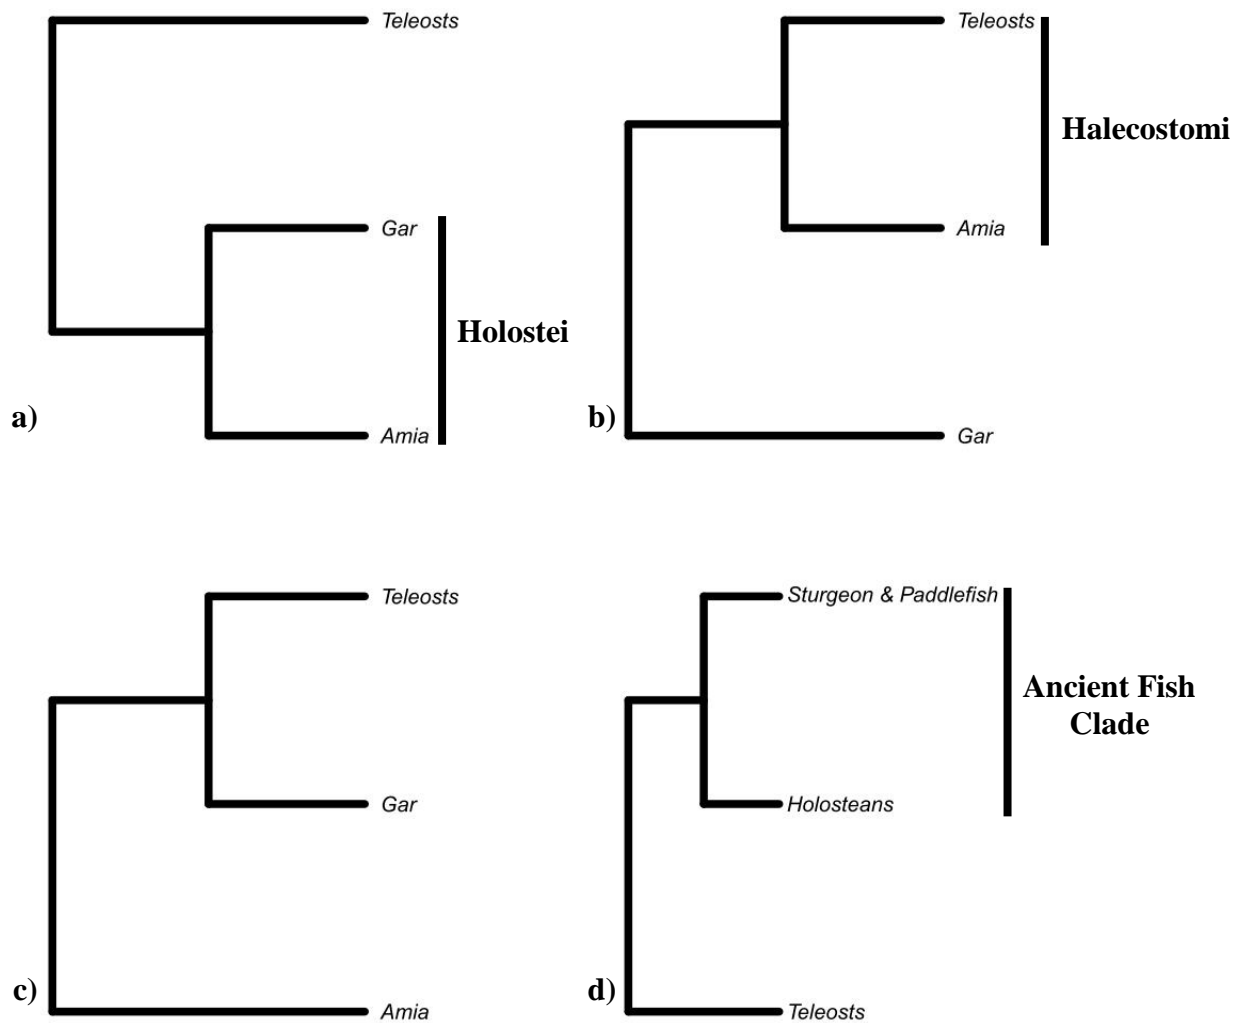 Teleosts
Gar
Holostei
Amia
a)
Teleosts
Halecostomi
Amia
b)
Gar
Teleosts
Gar
c)
Amia
Sturgeon & Paddlefish
Ancient Fish
Clade
Holosteans
d)
Teleosts